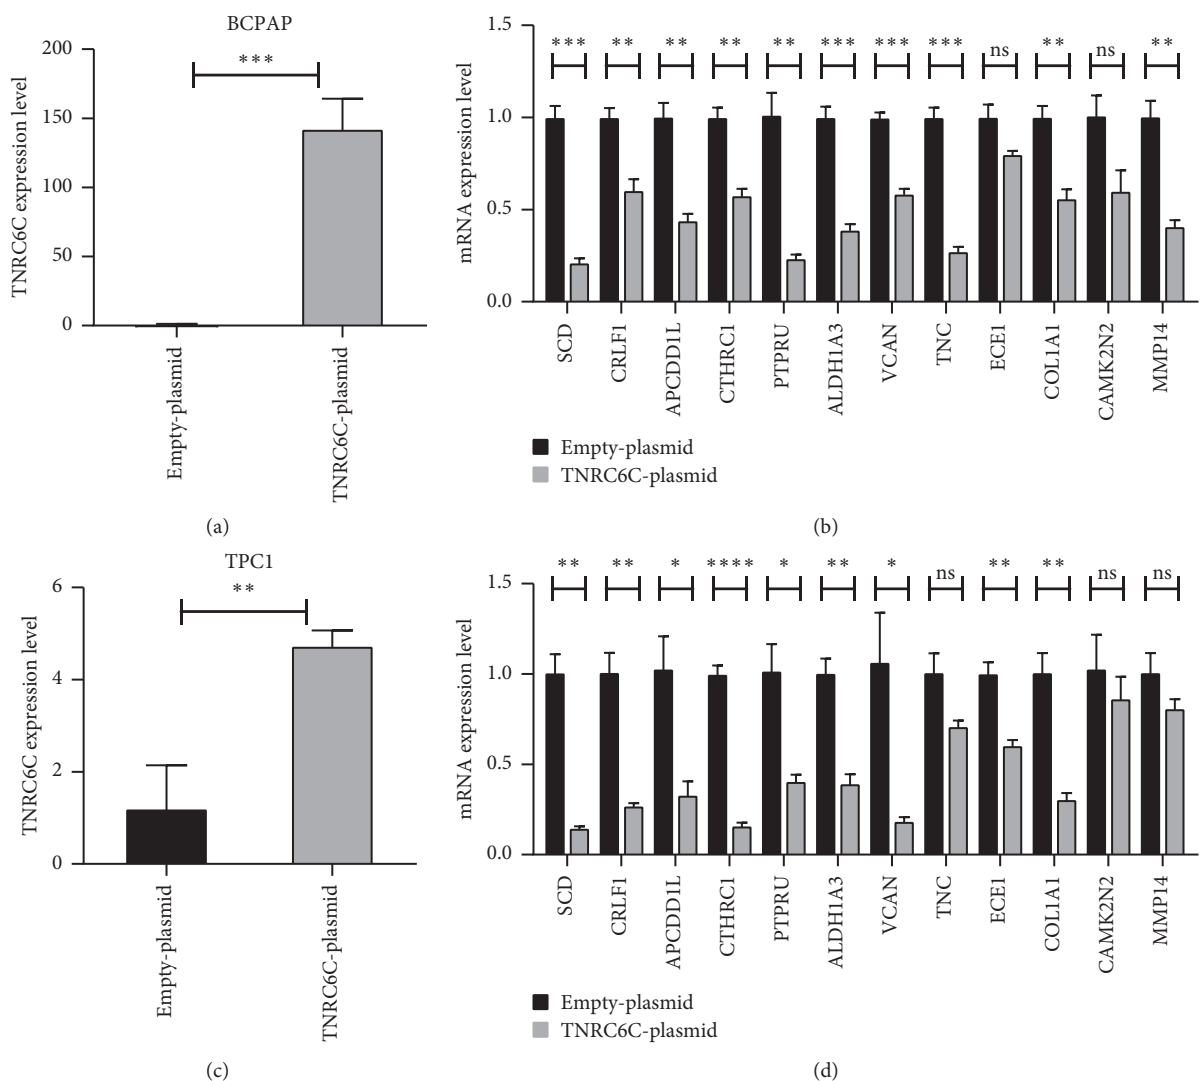 BCPAP
TNRC6C expression level
200
150
100
50
0
***
Empty-plasmid
TNRC6C-plasmid
(a)
mRNA expression level
1.5
1.0
0.5
0.0
*** ** ** ** ** *** *** *** ns ** ns **
SCD
CRLF1
APCDD1L
CTHRC1
PTPRU
ALDH1A3
VCAN
TNC
ECE1
COL1A1
CAMK2N2
MMP14
Empty-plasmid
TNRC6C-plasmid
(b)
TPC1
TNRC6C expression level
6
4
2
0
**
Empty-plasmid
TNRC6C-plasmid
(c)
mRNA expression level
1.5
1.0
0.5
0.0
** ** * **** * ** * ns ** ** ns ns
SCD
CRLF1
APCDD1L
CTHRC1
PTPRU
ALDH1A3
VCAN
TNC
ECE1
COL1A1
CAMK2N2
MMP14
Empty-plasmid
TNRC6C-plasmid
(d)